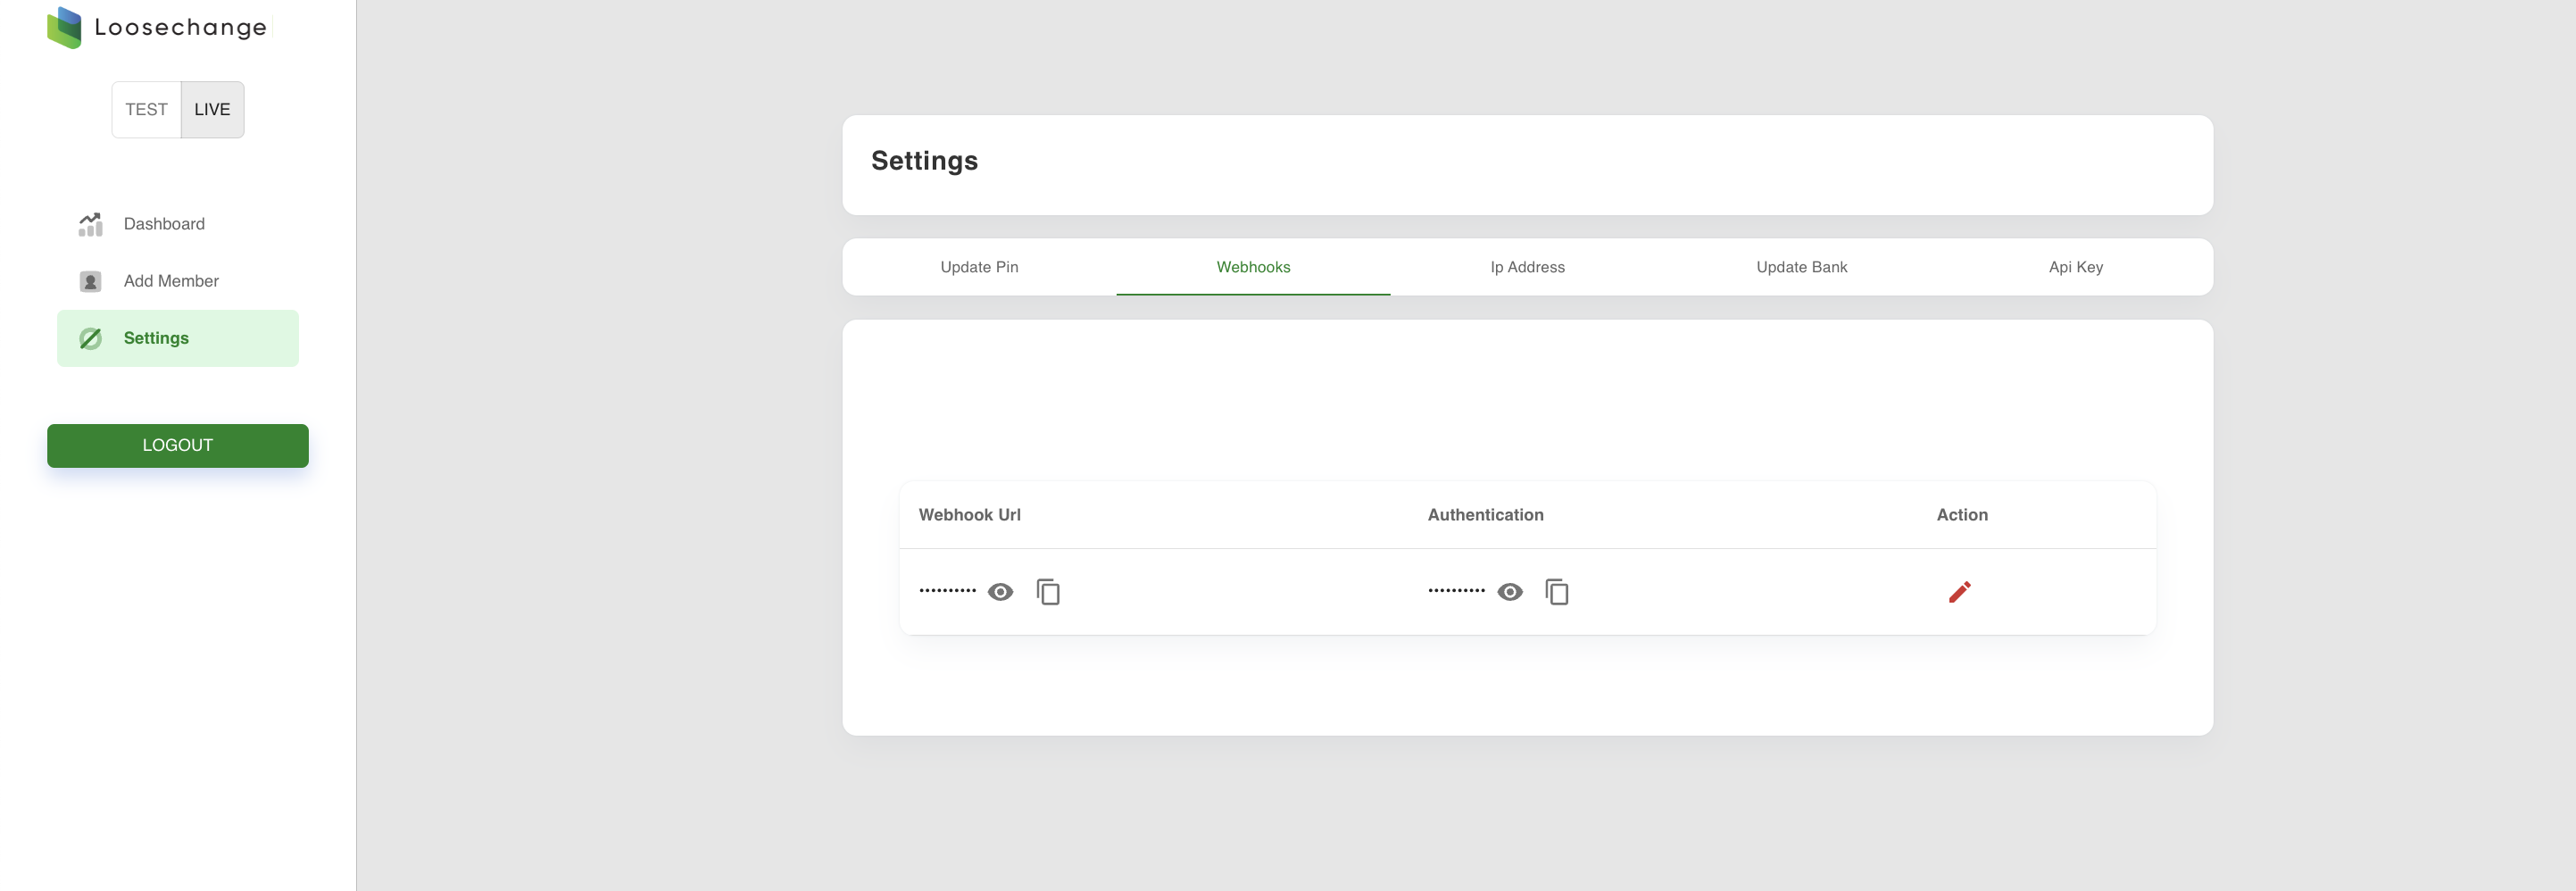 Loosechange
TEST LIVE
Dashboard
Add Member
Settings
LOGOUT
Settings
Update Pin Webhooks Ip Address Update Bank Api Key
Webhook Url Authentication Action
•••••••••• ••••••••••